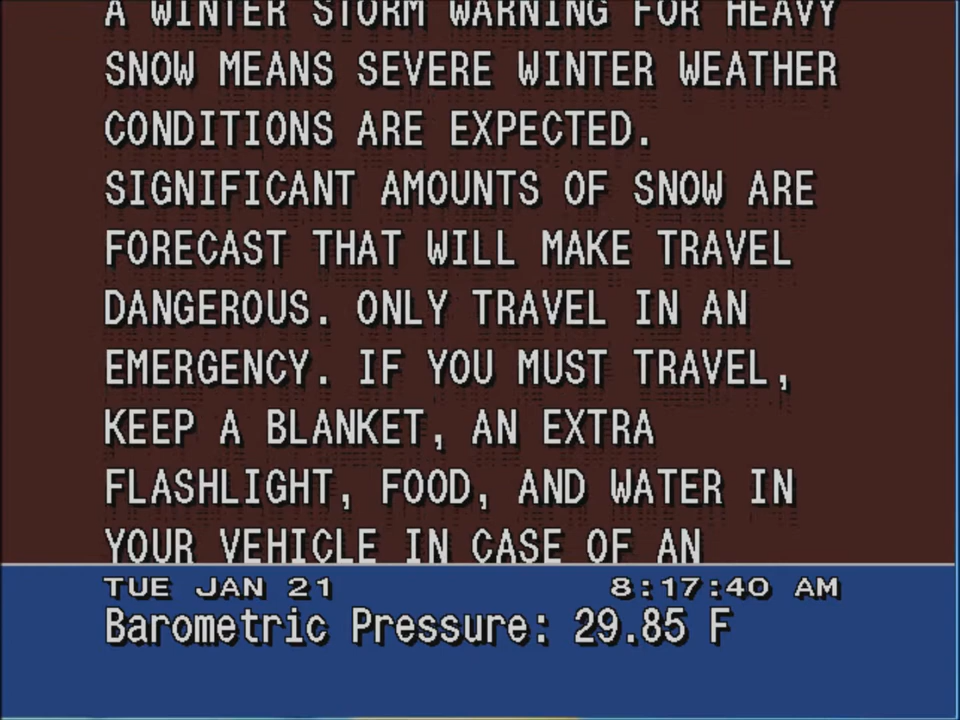 A WINTER STORM WARNING FOR HEAVY
SNOW MEANS SEVERE WINTER WEATHER
CONDITIONS ARE EXPECTED.
SIGNIFICANT AMOUNTS OF SNOW ARE
FORECAST THAT WILL MAKE TRAVEL
DANGEROUS. ONLY TRAVEL IN AN
EMERGENCY. IF YOU MUST TRAVEL,
KEEP A BLANKET, AN EXTRA
FLASHLIGHT, FOOD, AND WATER IN
YOUR VEHICLE IN CASE OF AN
TUE JAN 21 8:17:40 AM
Barometric Pressure: 29.85 F